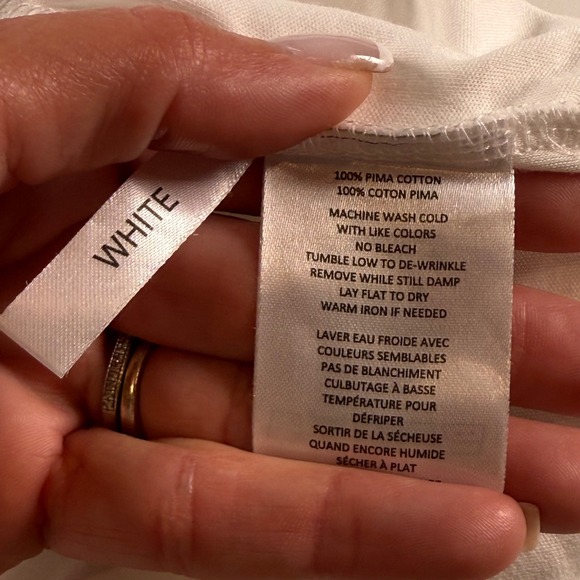 WHITE
100% PIMA COTTON
100% COTON PIMA
MACHINE WASH COLD
WITH LIKE COLORS
NO BLEACH
TUMBLE LOW TO DE-WRINKLE
REMOVE WHILE STILL DAMP
LAY FLAT TO DRY
WARM IRON IF NEEDED
LAVER EAU FROIDE AVEC
COULEURS SEMBLABLES
PAS DE BLANCHIMENT
CULBUTAGE À BASSE
TEMPÉRATURE POUR
DÉFRIPER
SORTIR DE LA SÉCHEUSE
QUAND ENCORE HUMIDE
SÉCHER À PLAT